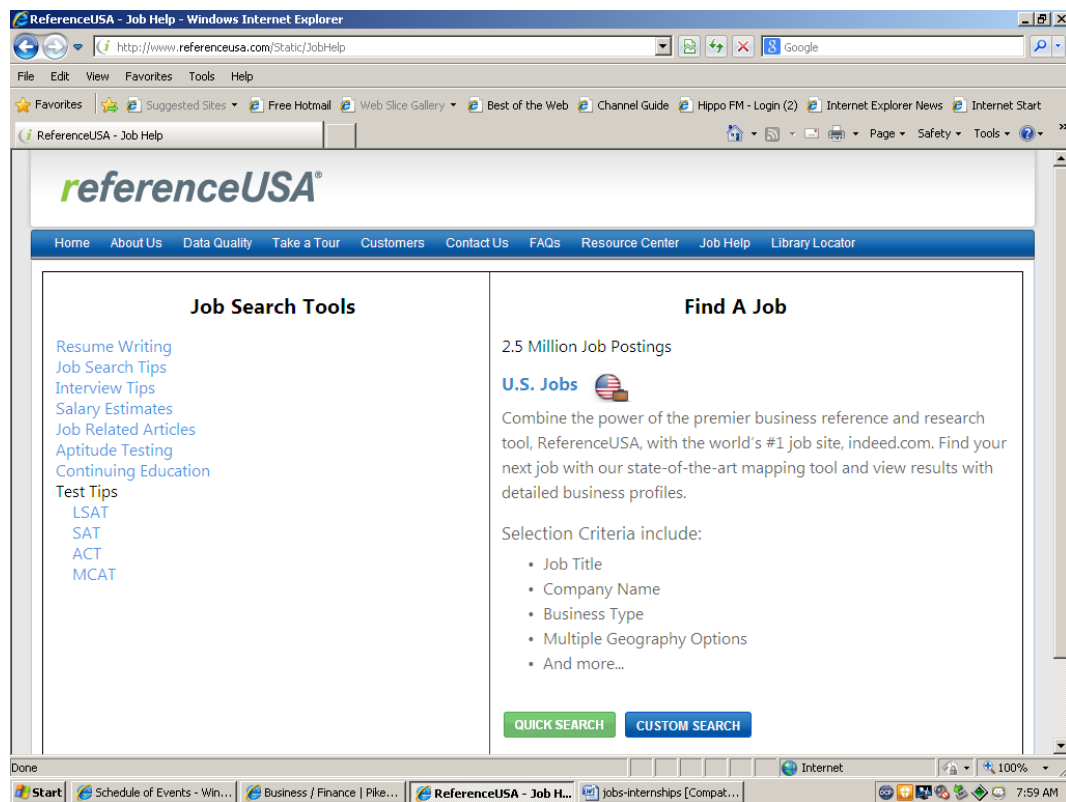 ReferenceUSA - Job Help - Windows Internet Explorer
http://www.referenceusa.com/Static/JobHelp
Google
File Edit View Favorites Tools Help
Favorites Suggested Sites Free Hotmail Web Slice Gallery Best of the Web Channel Guide Hippo FM - Login (2) Internet Explorer News Internet Start
ReferenceUSA - Job Help
Page Safety Tools »
referenceUSA®
Home About Us Data Quality Take a Tour Customers Contact Us FAQs Resource Center Job Help Library Locator
Job Search Tools
Resume Writing
Job Search Tips
Interview Tips
Salary Estimates
Job Related Articles
Aptitude Testing
Continuing Education
Test Tips
LSAT
SAT
ACT
MCAT
Find A Job
2.5 Million Job Postings
U.S. Jobs
Combine the power of the premier business reference and research
tool, ReferenceUSA, with the world's #1 job site, indeed.com. Find your
next job with our state-of-the-art mapping tool and view results with
detailed business profiles.
Selection Criteria include:
• Job Title
• Company Name
• Business Type
• Multiple Geography Options
• And more...
QUICK SEARCH CUSTOM SEARCH
Done Internet 100%
Start Schedule of Events - Win... Business / Finance | Pike... ReferenceUSA - Job H... jobs-internships [Compat... 7:59 AM